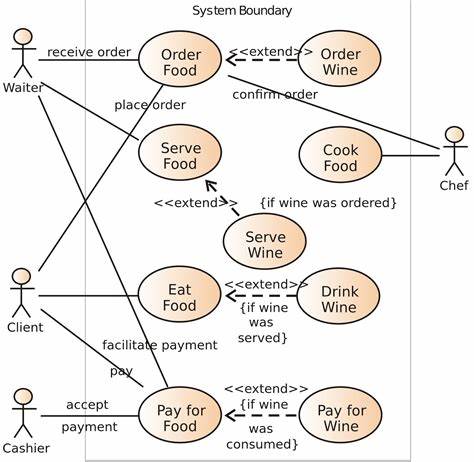 System Boundary
receive order
Order
Food
<<extend>>
Order
Wine
Waiter
place order
confirm order
Serve
Food
Cook
Food
Chef
<<extend>>
{if wine was ordered}
Serve
Wine
Eat
Food
<<extend>>
{if wine
was
served}
Drink
Wine
Client
facilitate payment
pay
accept
payment
Pay for
Food
<<extend>>
{if wine
was
consumed}
Pay for
Wine
Cashier